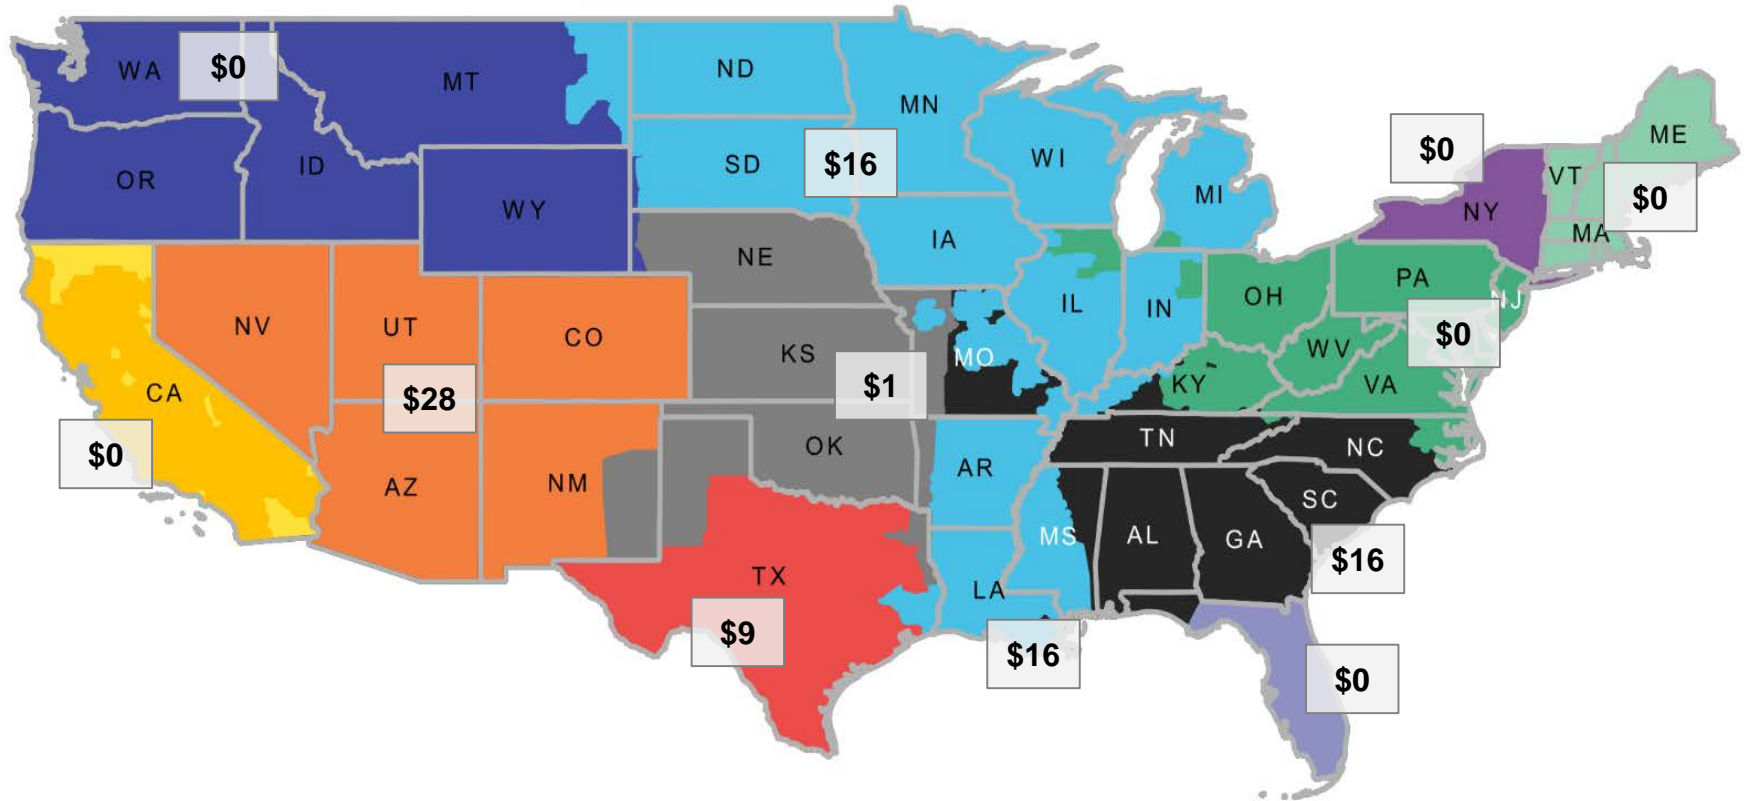 WA
$0
MT
ND
MN
OR
ID
WY
SD
$16
WI
MI
$0
NY
VT
ME
$0
MA
IA
NE
NV
UT
CO
KS
$1
MO
IL
IN
OH
PA
NJ
$0
WV
VA
KY
CA
$0
$28
AZ
NM
OK
AR
TN
NC
SC
MS
AL
GA
$16
TX
$9
LA
$16
$0